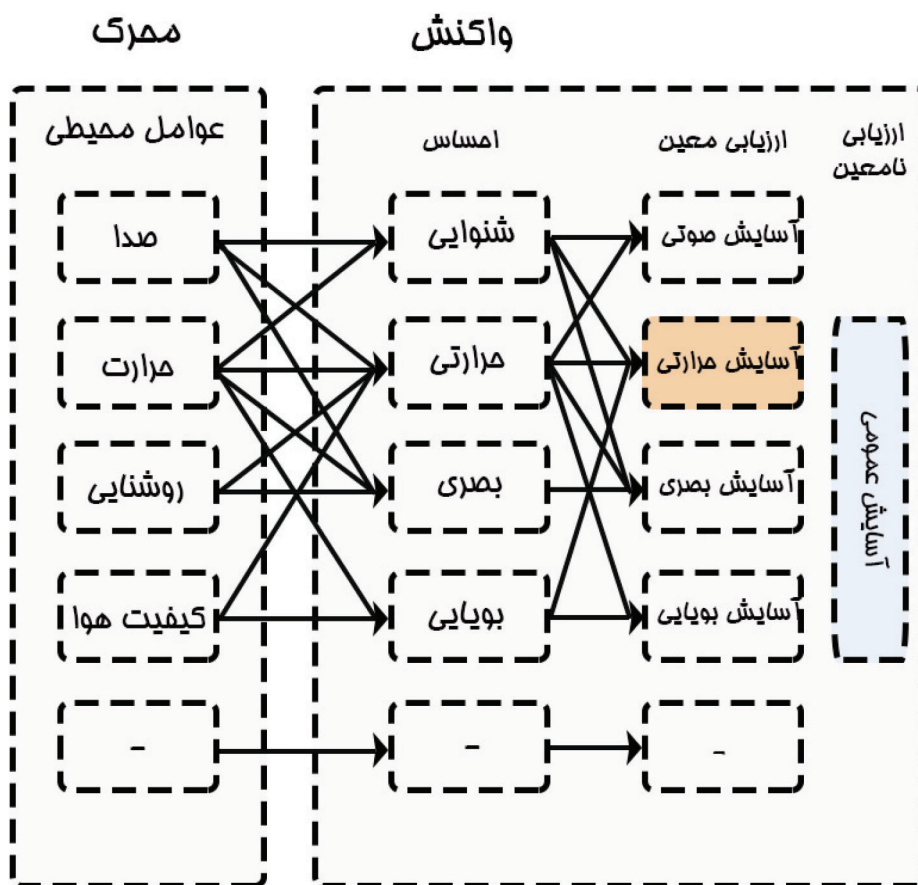 محرک
واکنش
عوامل محیطی
صدا
حرارت
روشنایی
کیفیت هوا
-
احساس
شنوایی
حرارتی
بصری
بویایی
-
ارزیابی معین
آسایش صوتی
آسایش حرارتی
آسایش بصری
آسایش بویایی
-
ارزیابی
نامعین
آسایش عمومی